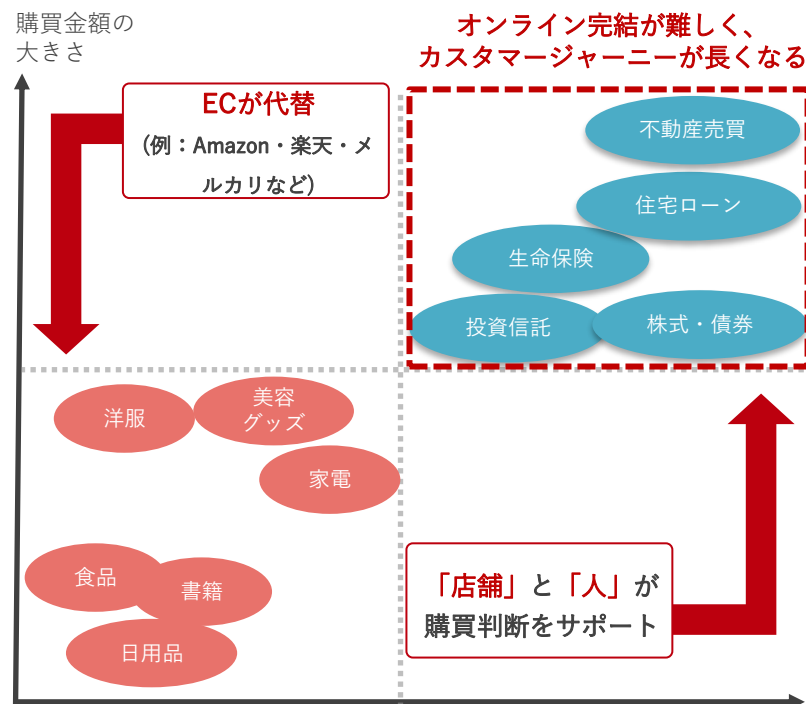 購買金額の
大きさ
オンライン完結が難しく、
カスタマージャーニーが長くなる
ECが代替
(例：Amazon・楽天・メ
ルカリなど)
不動産売買
住宅ローン
生命保険
投資信託
株式・債券
洋服
美容
グッズ
家電
食品
書籍
日用品
「店舗」と「人」が
購買判断をサポート